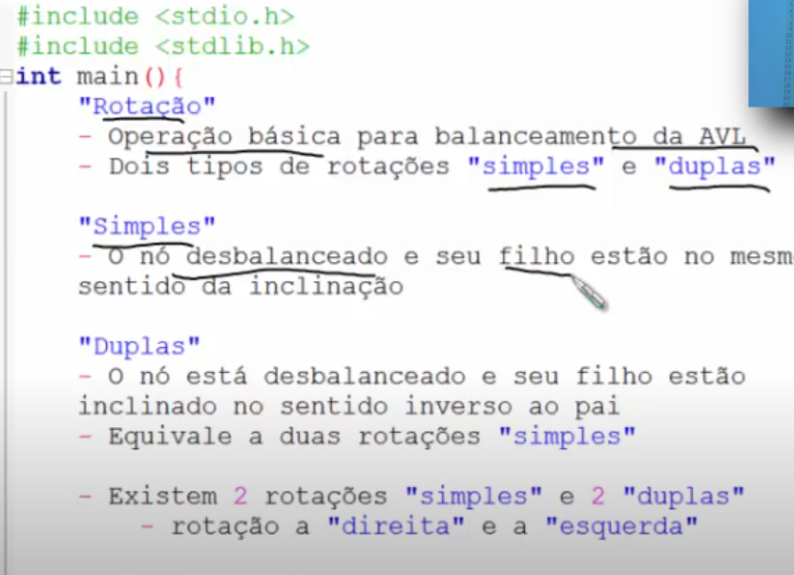 #include <stdio.h>
#include <stdlib.h>
int main(){
"Rotação"
- Operação básica para balanceamento da AVL
- Dois tipos de rotações "simples" e "duplas"
"Simples"
- O nó desbalanceado e seu filho estão no mesm
sentido da inclinação
"Duplas"
- O nó está desbalanceado e seu filho estão
inclinado no sentido inverso ao pai
- Equivale a duas rotações "simples"
- Existem 2 rotações "simples" e 2 "duplas"
- rotação a "direita" e a "esquerda"